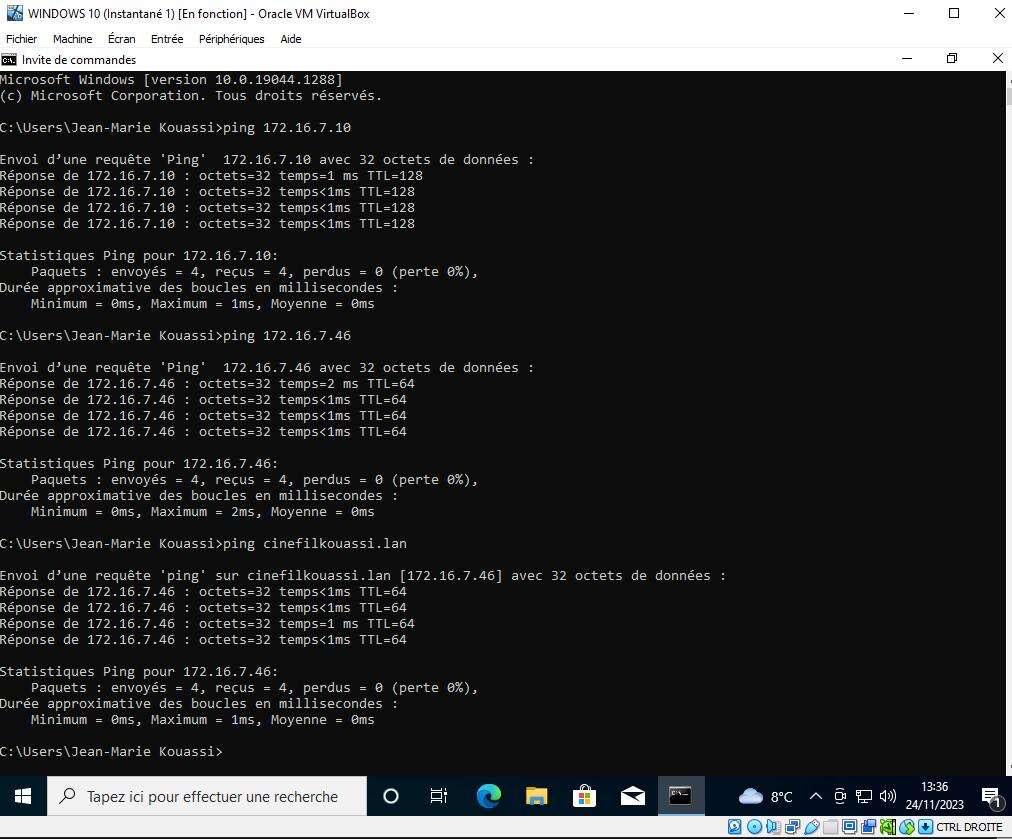 WINDOWS 10 (Instantané 1) [En fonction] - Oracle VM VirtualBox
Fichier Machine Écran Entrée Périphériques Aide
Invite de commandes
Microsoft Windows [version 10.0.19044.1288]
(c) Microsoft Corporation. Tous droits réservés.
C:\Users\Jean-Marie Kouassi>ping 172.16.7.10
Envoi d’une requête 'Ping'  172.16.7.10 avec 32 octets de données :
Réponse de 172.16.7.10 : octets=32 temps=1 ms TTL=128
Réponse de 172.16.7.10 : octets=32 temps<1ms TTL=128
Réponse de 172.16.7.10 : octets=32 temps<1ms TTL=128
Réponse de 172.16.7.10 : octets=32 temps<1ms TTL=128
Statistiques Ping pour 172.16.7.10:
    Paquets : envoyés = 4, reçus = 4, perdus = 0 (perte 0%),
Durée approximative des boucles en millisecondes :
    Minimum = 0ms, Maximum = 1ms, Moyenne = 0ms
C:\Users\Jean-Marie Kouassi>ping 172.16.7.46
Envoi d’une requête 'Ping'  172.16.7.46 avec 32 octets de données :
Réponse de 172.16.7.46 : octets=32 temps=2 ms TTL=64
Réponse de 172.16.7.46 : octets=32 temps<1ms TTL=64
Réponse de 172.16.7.46 : octets=32 temps<1ms TTL=64
Réponse de 172.16.7.46 : octets=32 temps<1ms TTL=64
Statistiques Ping pour 172.16.7.46:
    Paquets : envoyés = 4, reçus = 4, perdus = 0 (perte 0%),
Durée approximative des boucles en millisecondes :
    Minimum = 0ms, Maximum = 2ms, Moyenne = 0ms
C:\Users\Jean-Marie Kouassi>ping cinefilkouassi.lan
Envoi d’une requête 'ping' sur cinefilkouassi.lan [172.16.7.46] avec 32 octets de données :
Réponse de 172.16.7.46 : octets=32 temps<1ms TTL=64
Réponse de 172.16.7.46 : octets=32 temps<1ms TTL=64
Réponse de 172.16.7.46 : octets=32 temps=1 ms TTL=64
Réponse de 172.16.7.46 : octets=32 temps<1ms TTL=64
Statistiques Ping pour 172.16.7.46:
    Paquets : envoyés = 4, reçus = 4, perdus = 0 (perte 0%),
Durée approximative des boucles en millisecondes :
    Minimum = 0ms, Maximum = 1ms, Moyenne = 0ms
C:\Users\Jean-Marie Kouassi>
Tapez ici pour effectuer une recherche
8°C
13:36
24/11/2023
1
CTRL DROITE